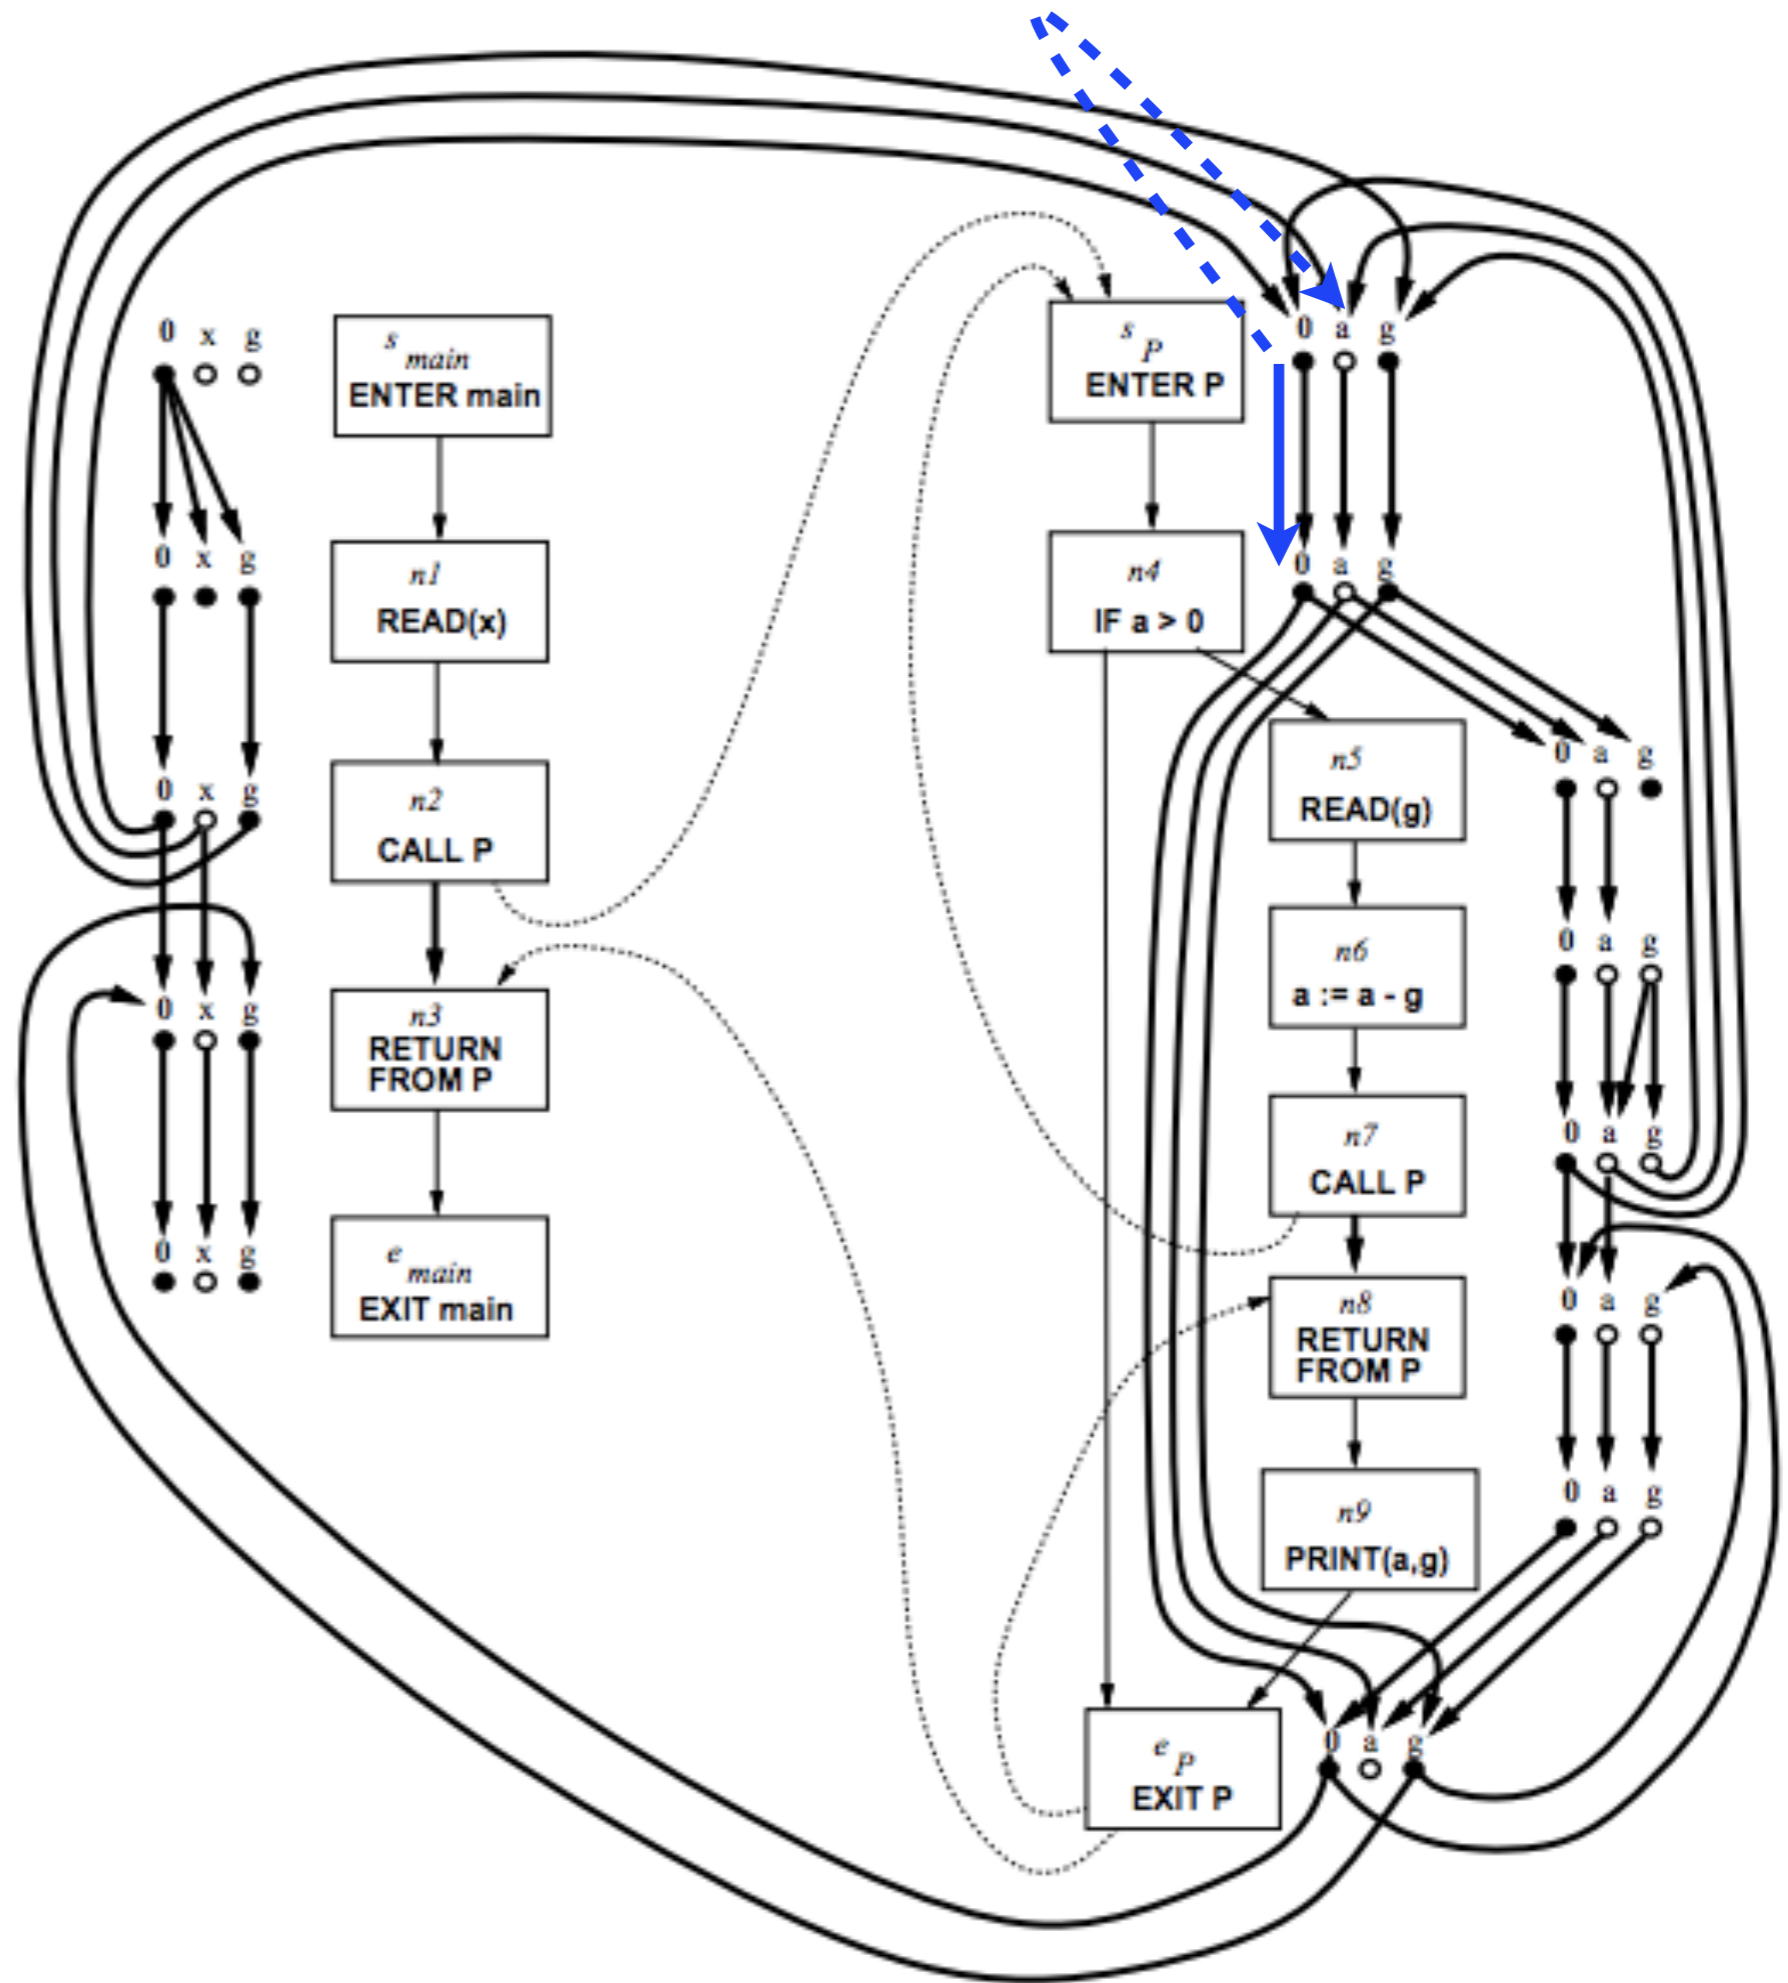 0 x g
s main
ENTER main
0 x g
n1
READ(x)
0 x g
n2
CALL P
0 x g
n3
RETURN
FROM P
0 x g
e main
EXIT main
s P
ENTER P
0 a g
n4
IF a > 0
0 a g
n5
READ(g)
0 a g
n6
a := a - g
0 a g
n7
CALL P
0 a g
n8
RETURN
FROM P
0 a g
n9
PRINT(a,g)
0 a g
e P
EXIT P
0 a g